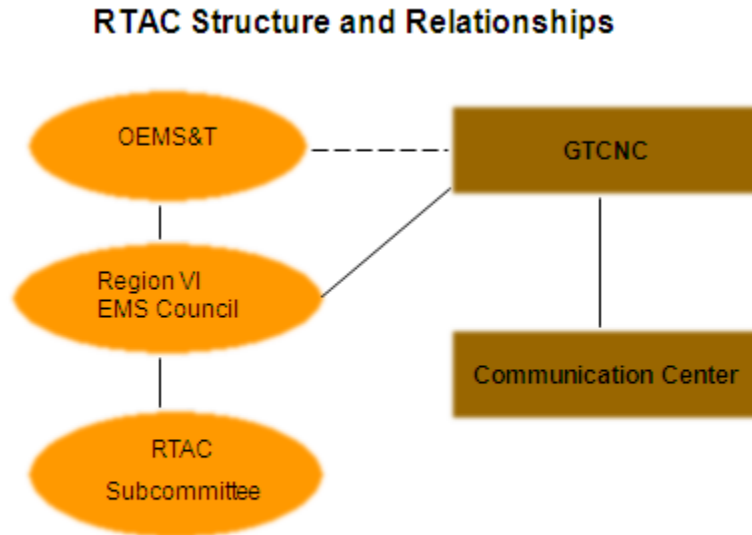 RTAC Structure and Relationships
OEMS&T
GTCNC
Region VI
EMS Council
Communication Center
RTAC
Subcommittee